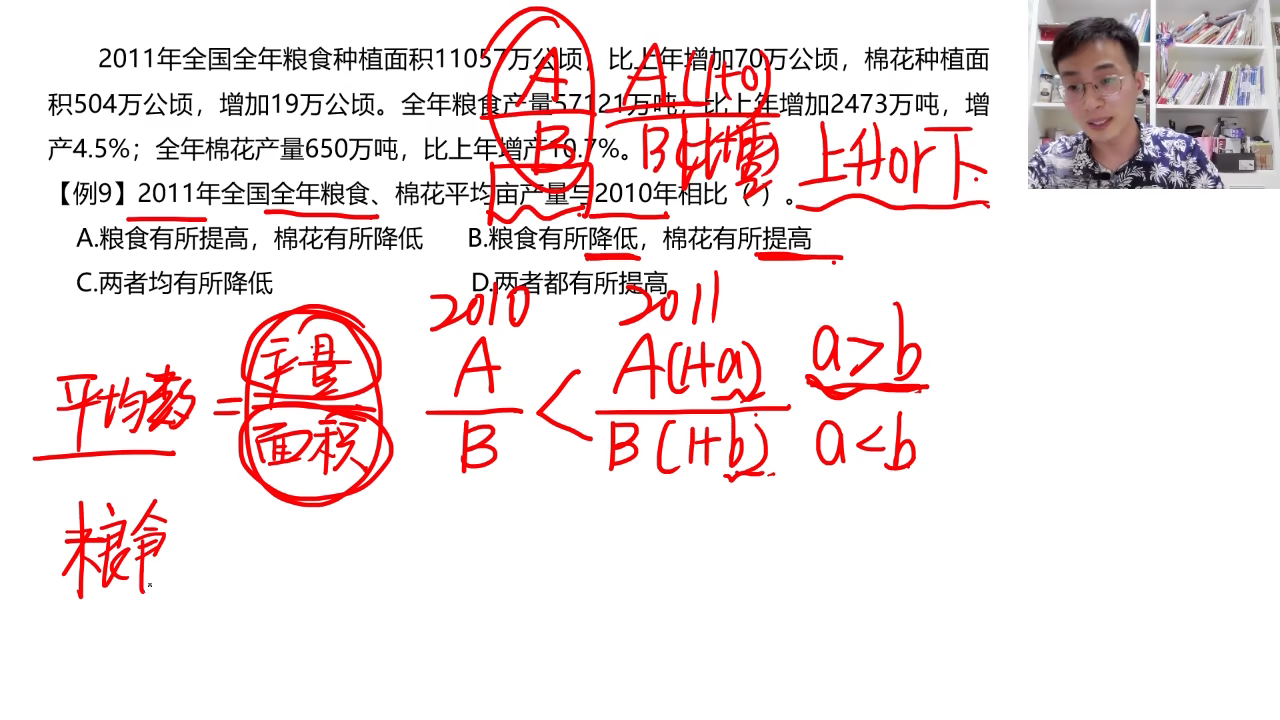 2011年全国全年粮食种植面积11057万公顷，比上年增加70万公顷，棉花种植面
积504万公顷，增加19万公顷。全年粮食产量57121万吨，比上年增加2473万吨，增
产4.5%；全年棉花产量650万吨，比上年增产10.7%。
【例9】2011年全国全年粮食、棉花平均亩产量与2010年相比（ ）。
A.粮食有所提高，棉花有所降低 B.粮食有所降低，棉花有所提高
C.两者均有所降低 D.两者都有所提高
A
B
A(1+a)
B(1+
上升or下
平均数 =
面积
2010
A
B
<
2011
A(1+a)
B(1+b)
a>b
a<b
粮食